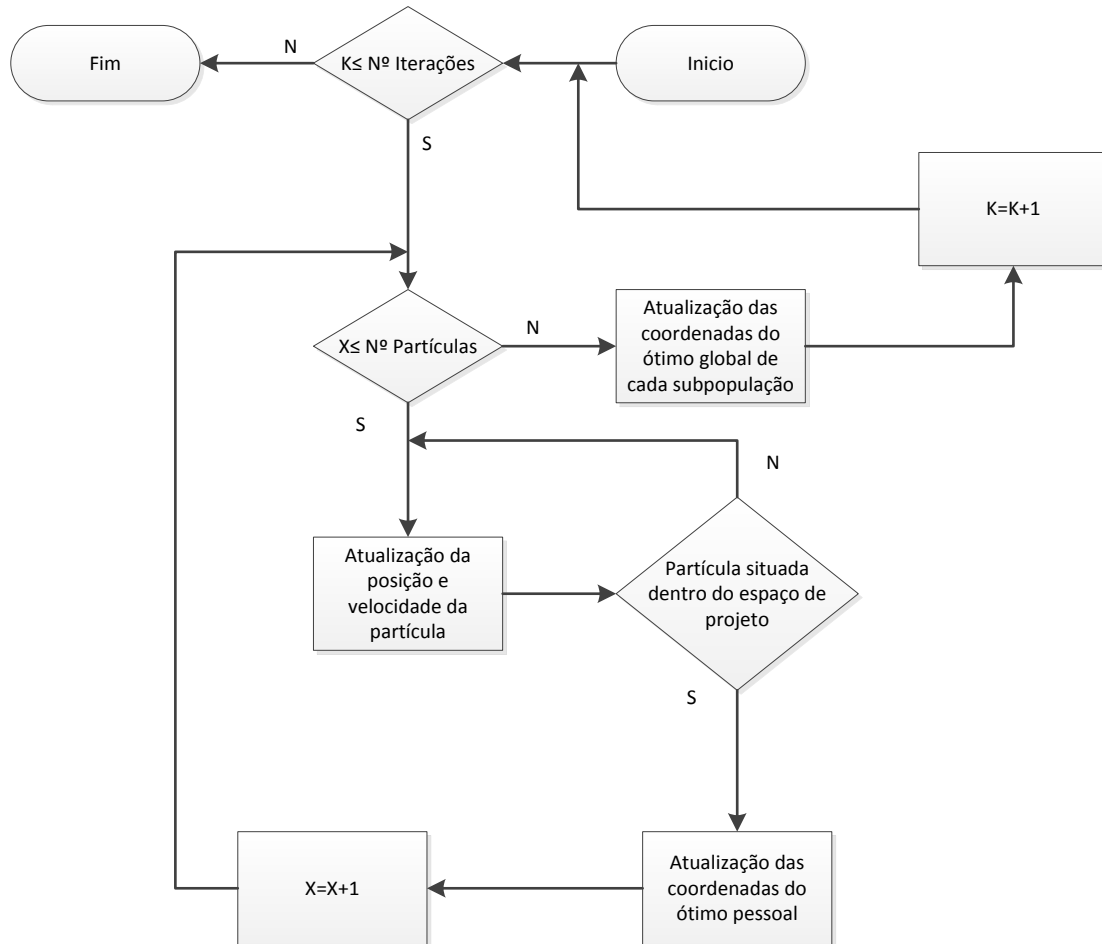 Fim
N
K≤ Nº Iterações
Inicio
S
K=K+1
X≤ Nº Partículas
N
Atualização das
coordenadas do
ótimo global de
cada subpopulação
S
N
Atualização da
posição e
velocidade da
partícula
Partícula situada
dentro do espaço de
projeto
S
X=X+1
Atualização das
coordenadas do
ótimo pessoal